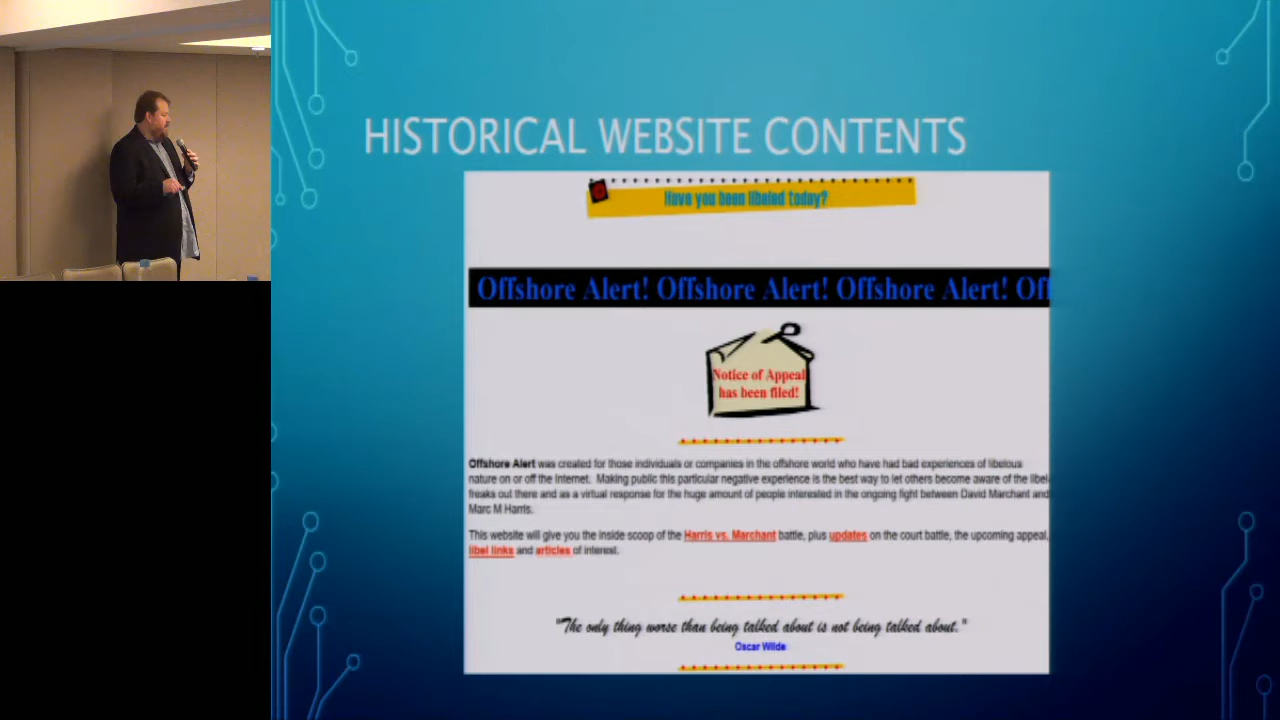 HISTORICAL WEBSITE CONTENTS
Have you been libeled today?
Offshore Alert! Offshore Alert! Offshore Alert! Off
Notice of Appeal
has been filed!
Offshore Alert was created for those individuals or companies in the offshore world who have had bad experiences of libelous
nature on or off the Internet. Making public this particular negative experience is the best way to let others become aware of the libel
freaks out there and as a virtual response for the huge amount of people interested in the ongoing fight between David Marchant and
Marc M Harris.
This website will give you the inside scoop of the Harris vs. Marchant battle, plus updates on the court battle, the upcoming appeal,
libel links and articles of interest.
"The only thing worse than being talked about is not being talked about."
Oscar Wilde